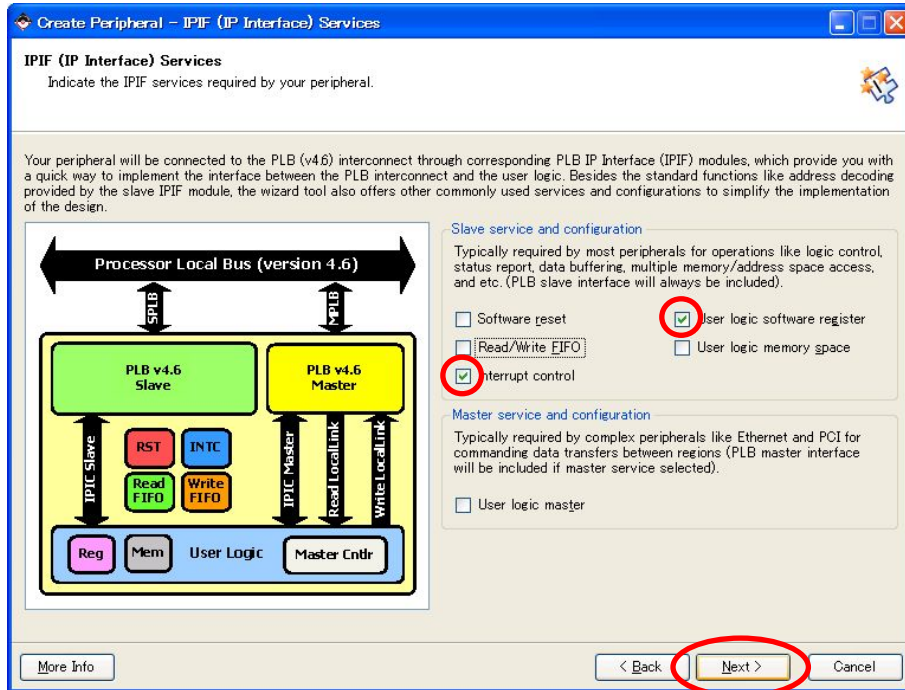 Create Peripheral - IPIF (IP Interface) Services
IPIF (IP Interface) Services
Indicate the IPIF services required by your peripheral.
Your peripheral will be connected to the PLB (v4.6) interconnect through corresponding PLB IP Interface (IPIF) modules, which provide you with
a quick way to implement the interface between the PLB interconnect and the user logic. Besides the standard functions like address decoding
provided by the slave IPIF module, the wizard tool also offers other commonly used services and configurations to simplify the implementation
of the design.
Processor Local Bus (version 4.6)
SPLB
MPLB
PLB v4.6
Slave
PLB v4.6
Master
IPIC Slave
RST
INTC
Read
FIFO
Write
FIFO
IPIC Master
Read LocalLink
Write LocalLink
Reg
Mem
User Logic
Master Cntlr
Slave service and configuration
Typically required by most peripherals for operations like logic control,
status report, data buffering, multiple memory/address space access,
and etc. (PLB slave interface will always be included).
Software reset
User logic software register
Read/Write FIFO
User logic memory space
Interrupt control
Master service and configuration
Typically required by complex peripherals like Ethernet and PCI for
commanding data transfers between regions (PLB master interface
will be included if master service selected).
User logic master
More Info
< Back
Next >
Cancel